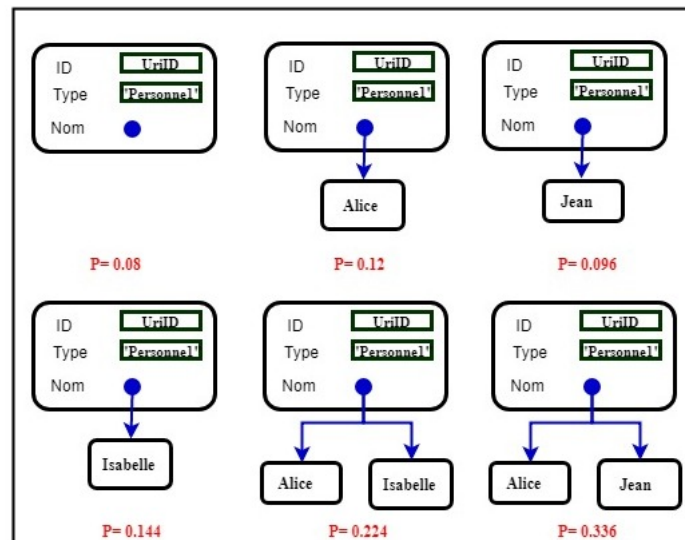 ID UriID
Type 'Personnel'
Nom
P= 0.08
ID UriID
Type 'Personnel'
Nom
Alice
P= 0.12
ID UriID
Type 'Personnel'
Nom
Jean
P= 0.096
ID UriID
Type 'Personnel'
Nom
Isabelle
P= 0.144
ID UriID
Type 'Personnel'
Nom
Alice Isabelle
P= 0.224
ID UriID
Type 'Personnel'
Nom
Alice Jean
P= 0.336